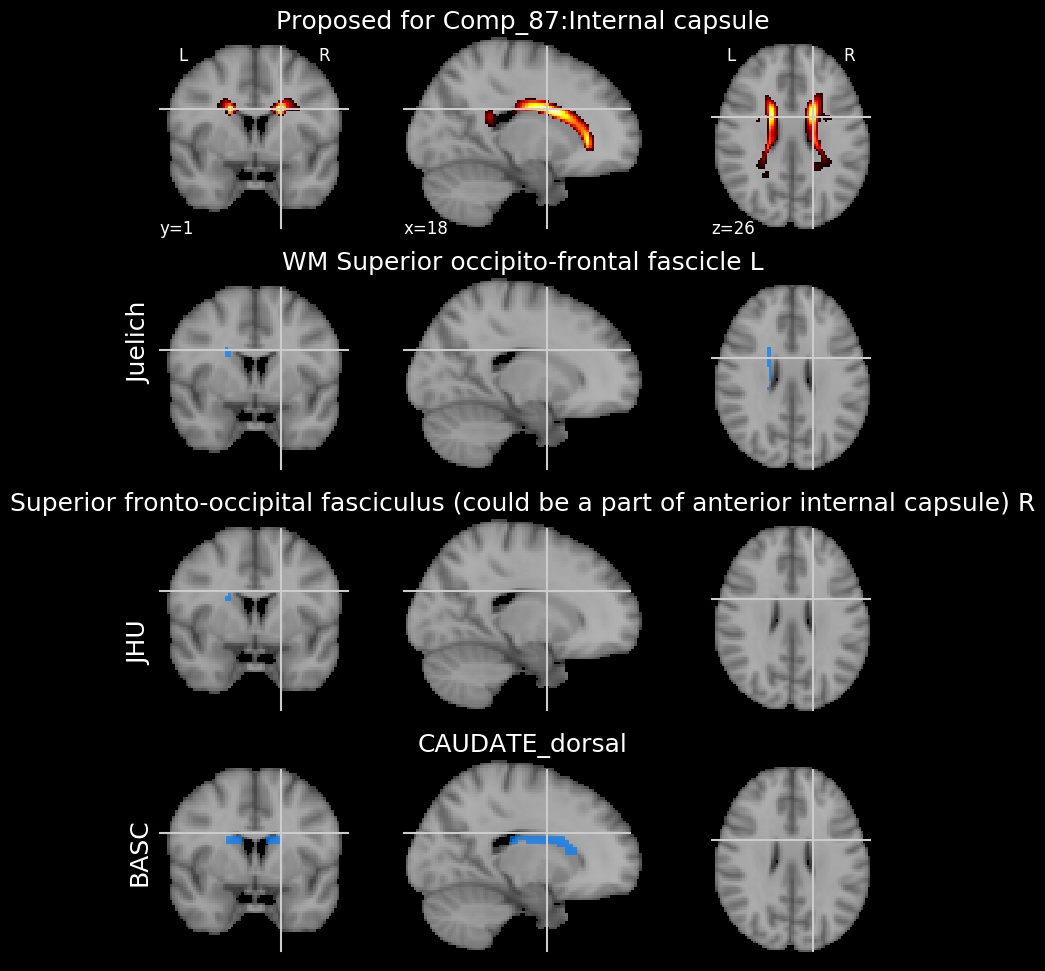 Proposed for Comp_87:Internal capsule
L R L R
y=1 x=18 z=26
WM Superior occipito-frontal fascicle L
Juelich
Superior fronto-occipital fasciculus (could be a part of anterior internal capsule) R
JHU
CAUDATE_dorsal
BASC